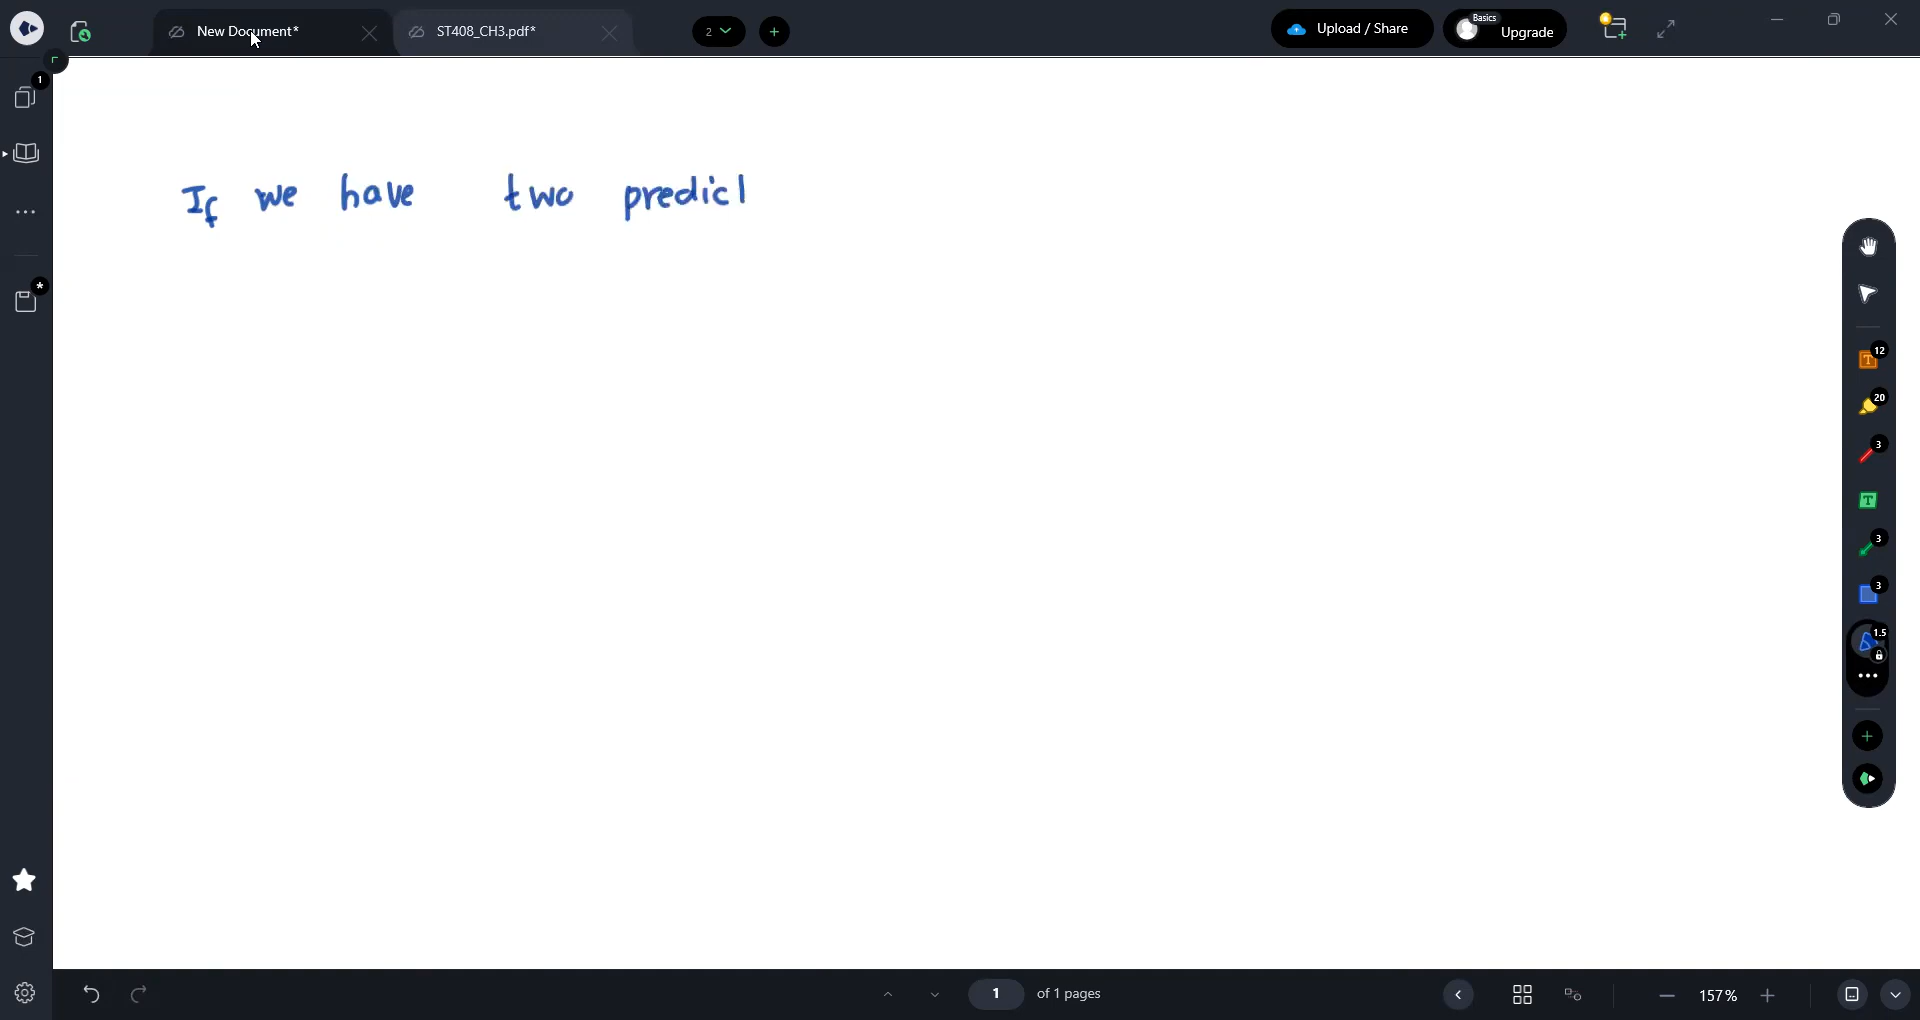 New Document*
ST408_CH3.pdf*
2
Upload / Share
Basics
Upgrade
1
If we have two predicl
*
12
20
3
3
3
1.5
1 of 1 pages
157%